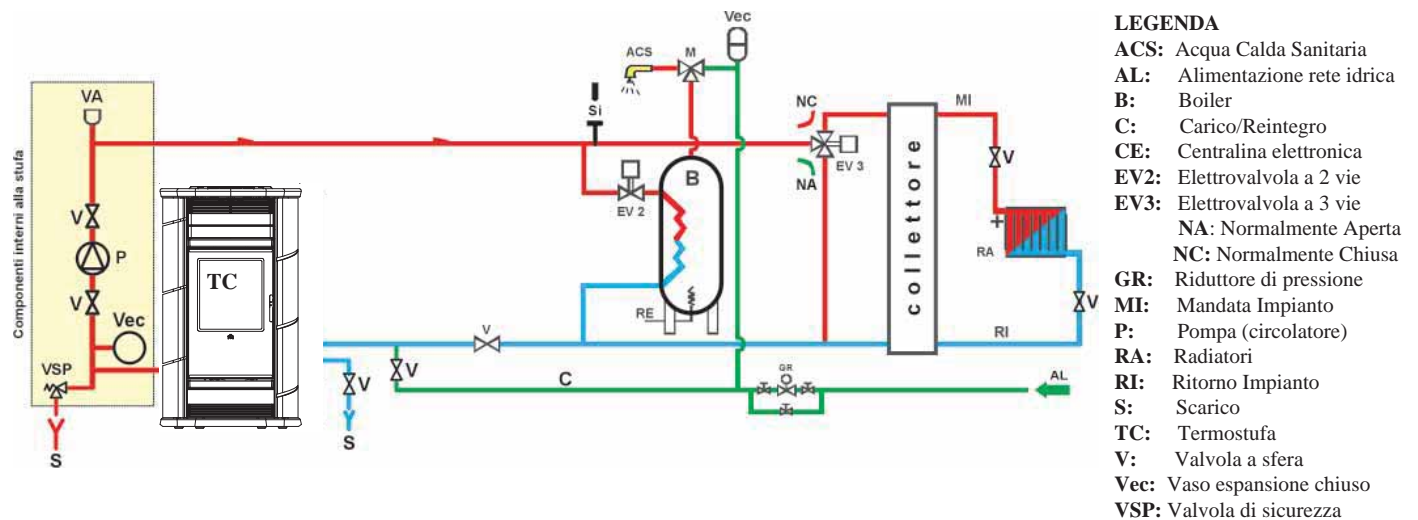 Vec
ACS
M
VA
Si
NC
MI
V
EV 3
B
NA
V
EV 2
P
TC
RA
V
Vec
RE
V
RI
VSP
V
V
C
GR
AL
S
S
Componenti interni alla stufa
collettore
LEGENDA
ACS: Acqua Calda Sanitaria
AL: Alimentazione rete idrica
B: Boiler
C: Carico/Reintegro
CE: Centralina elettronica
EV2: Elettrovalvola a 2 vie
EV3: Elettrovalvola a 3 vie
NA: Normalmente Aperta
NC: Normalmente Chiusa
GR: Riduttore di pressione
MI: Mandata Impianto
P: Pompa (circolatore)
RA: Radiatori
RI: Ritorno Impianto
S: Scarico
TC: Termostufa
V: Valvola a sfera
Vec: Vaso espansione chiuso
VSP: Valvola di sicurezza